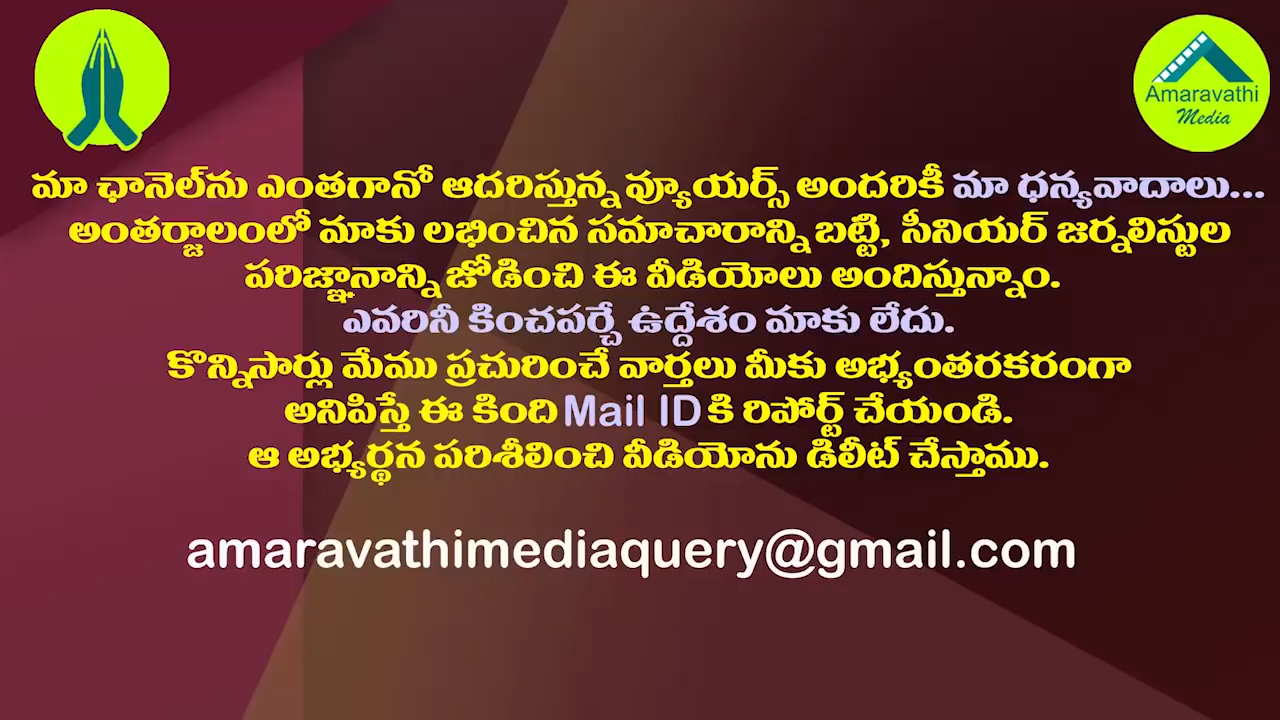 Amaravathi
Media
మా ఛానెల్‌ను ఎంతగానో ఆదరిస్తున్న వ్యూయర్స్ అందరికీ మా ధన్యవాదాలు...
అంతర్జాలంలో మాకు లభించిన సమాచారాన్ని బట్టి, సీనియర్ జర్నలిస్టుల
పరిజ్ఞానాన్ని జోడించి ఈ వీడియోలు అందిస్తున్నాం.
ఎవరినీ కించపర్చే ఉద్దేశం మాకు లేదు.
కొన్నిసార్లు మేము ప్రచురించే వార్తలు మీకు అభ్యంతరకరంగా
అనిపిస్తే ఈ కింది Mail ID కి రిపోర్ట్ చేయండి.
ఆ అభ్యర్థన పరిశీలించి వీడియోను డిలీట్ చేస్తాము.
amaravathimediaquery@gmail.com